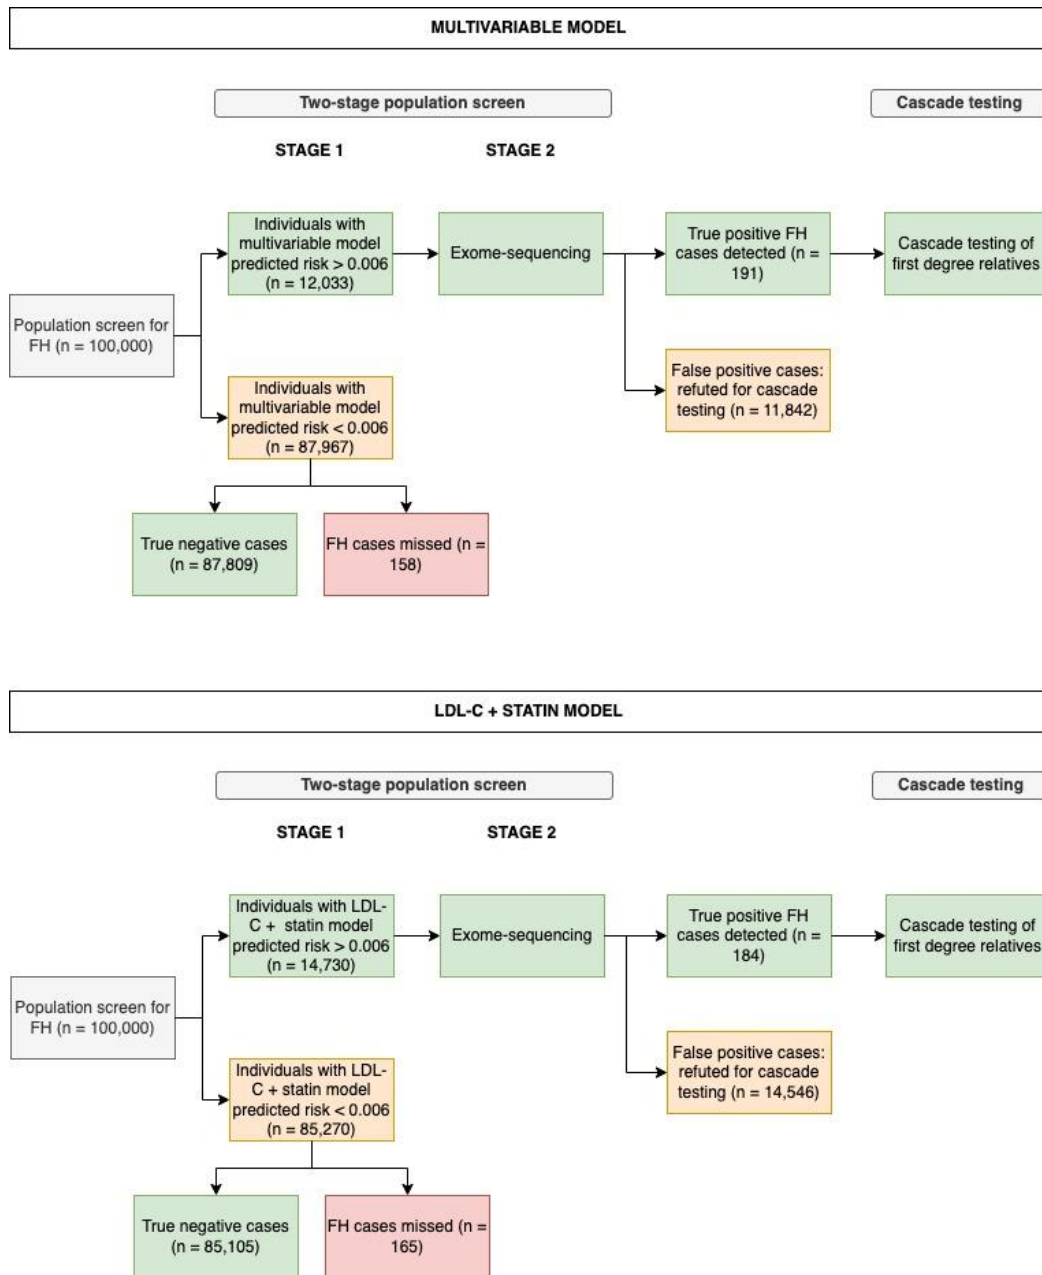 MULTIVARIABLE MODEL
Two-stage population screen
Cascade testing
STAGE 1
STAGE 2
Individuals with
multivariable model
predicted risk > 0.006
(n = 12,033)
Exome-sequencing
True positive FH
cases detected (n =
191)
Cascade testing of
first degree relatives
Population screen for
FH (n = 100,000)
Individuals with
multivariable model
predicted risk < 0.006
(n = 87,967)
False positive cases:
refuted for cascade
testing (n = 11,842)
True negative cases
(n = 87,809)
FH cases missed (n =
158)
LDL-C + STATIN MODEL
Two-stage population screen
Cascade testing
STAGE 1
STAGE 2
Individuals with LDL-
C + statin model
predicted risk > 0.006
(n = 14,730)
Exome-sequencing
True positive FH
cases detected (n =
184)
Cascade testing of
first degree relatives
Population screen for
FH (n = 100,000)
Individuals with LDL-
C + statin model
predicted risk < 0.006
(n = 85,270)
False positive cases:
refuted for cascade
testing (n = 14,546)
True negative cases
(n = 85,105)
FH cases missed (n =
165)